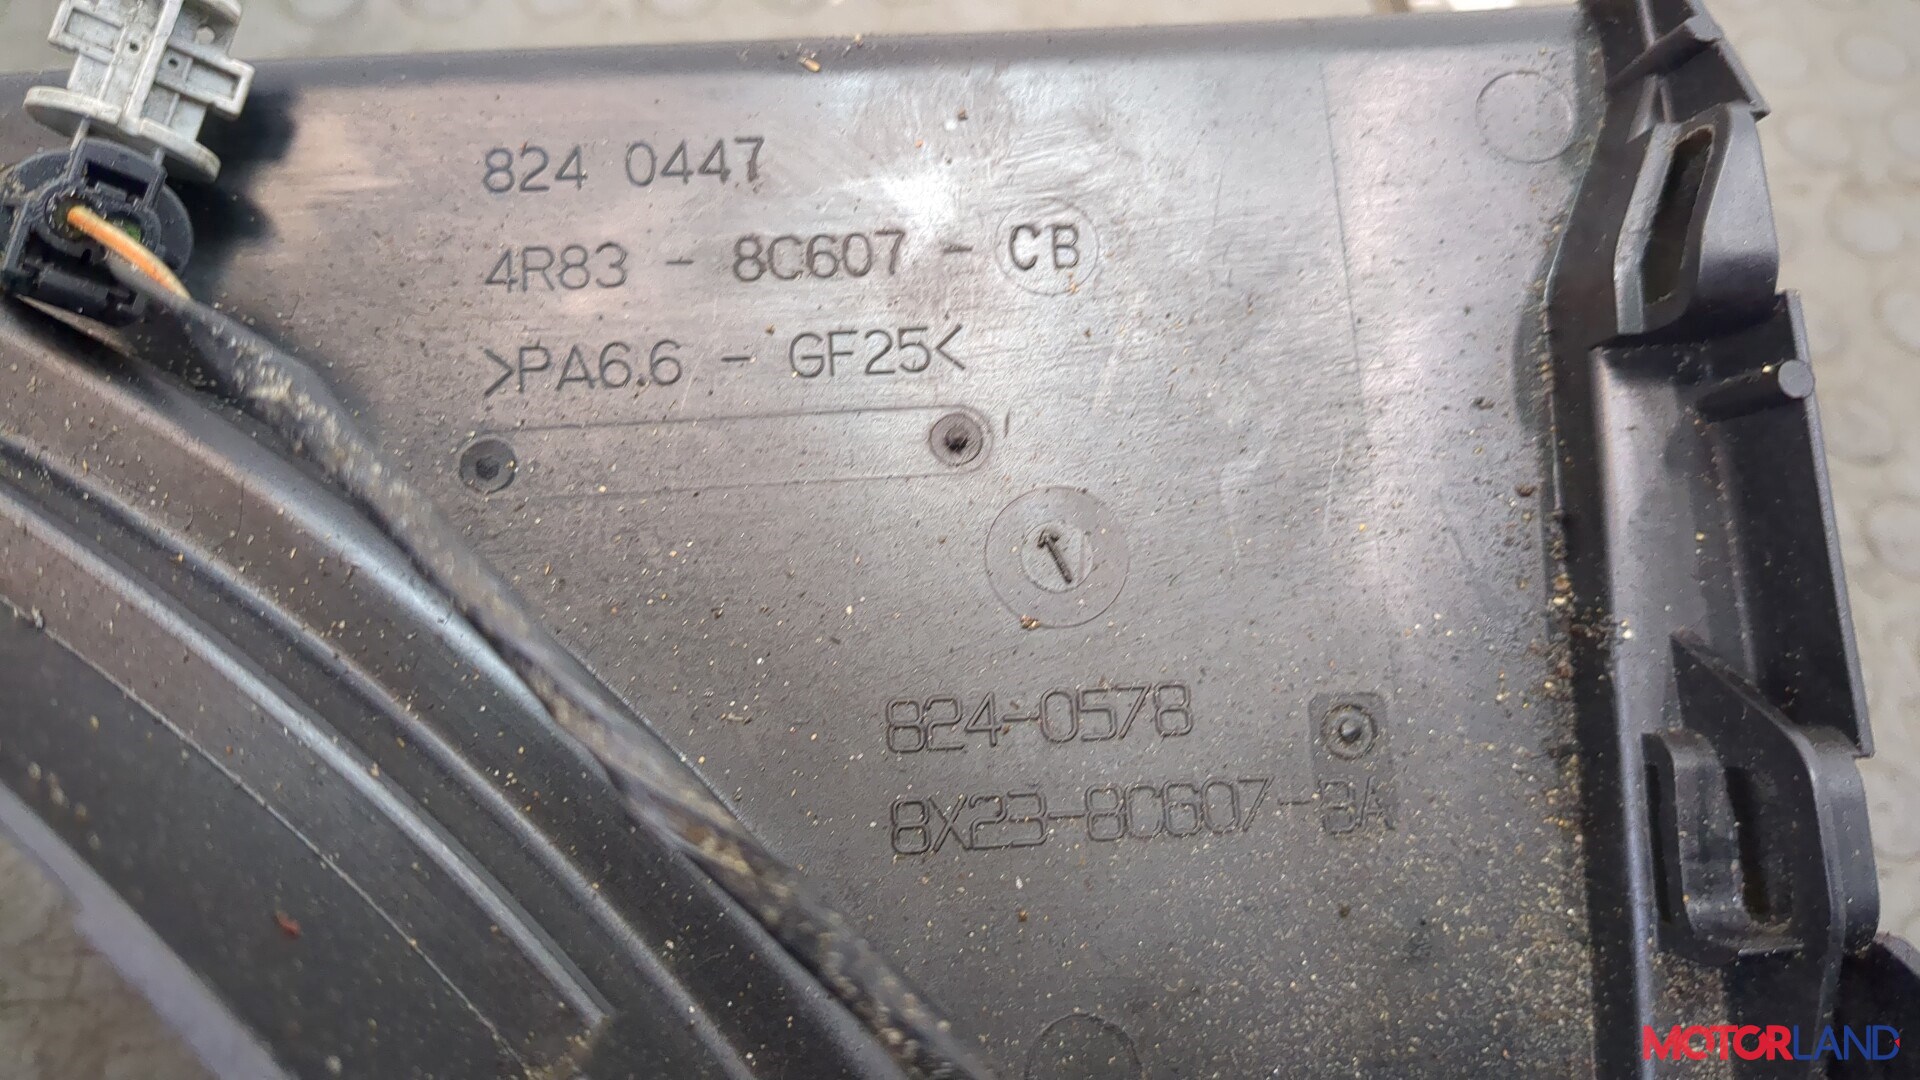 824 0447
4R83 - 8C607 - CB
>PA6.6 - GF25<
824-0578
8X23-8C607-BA
MOTORLAND